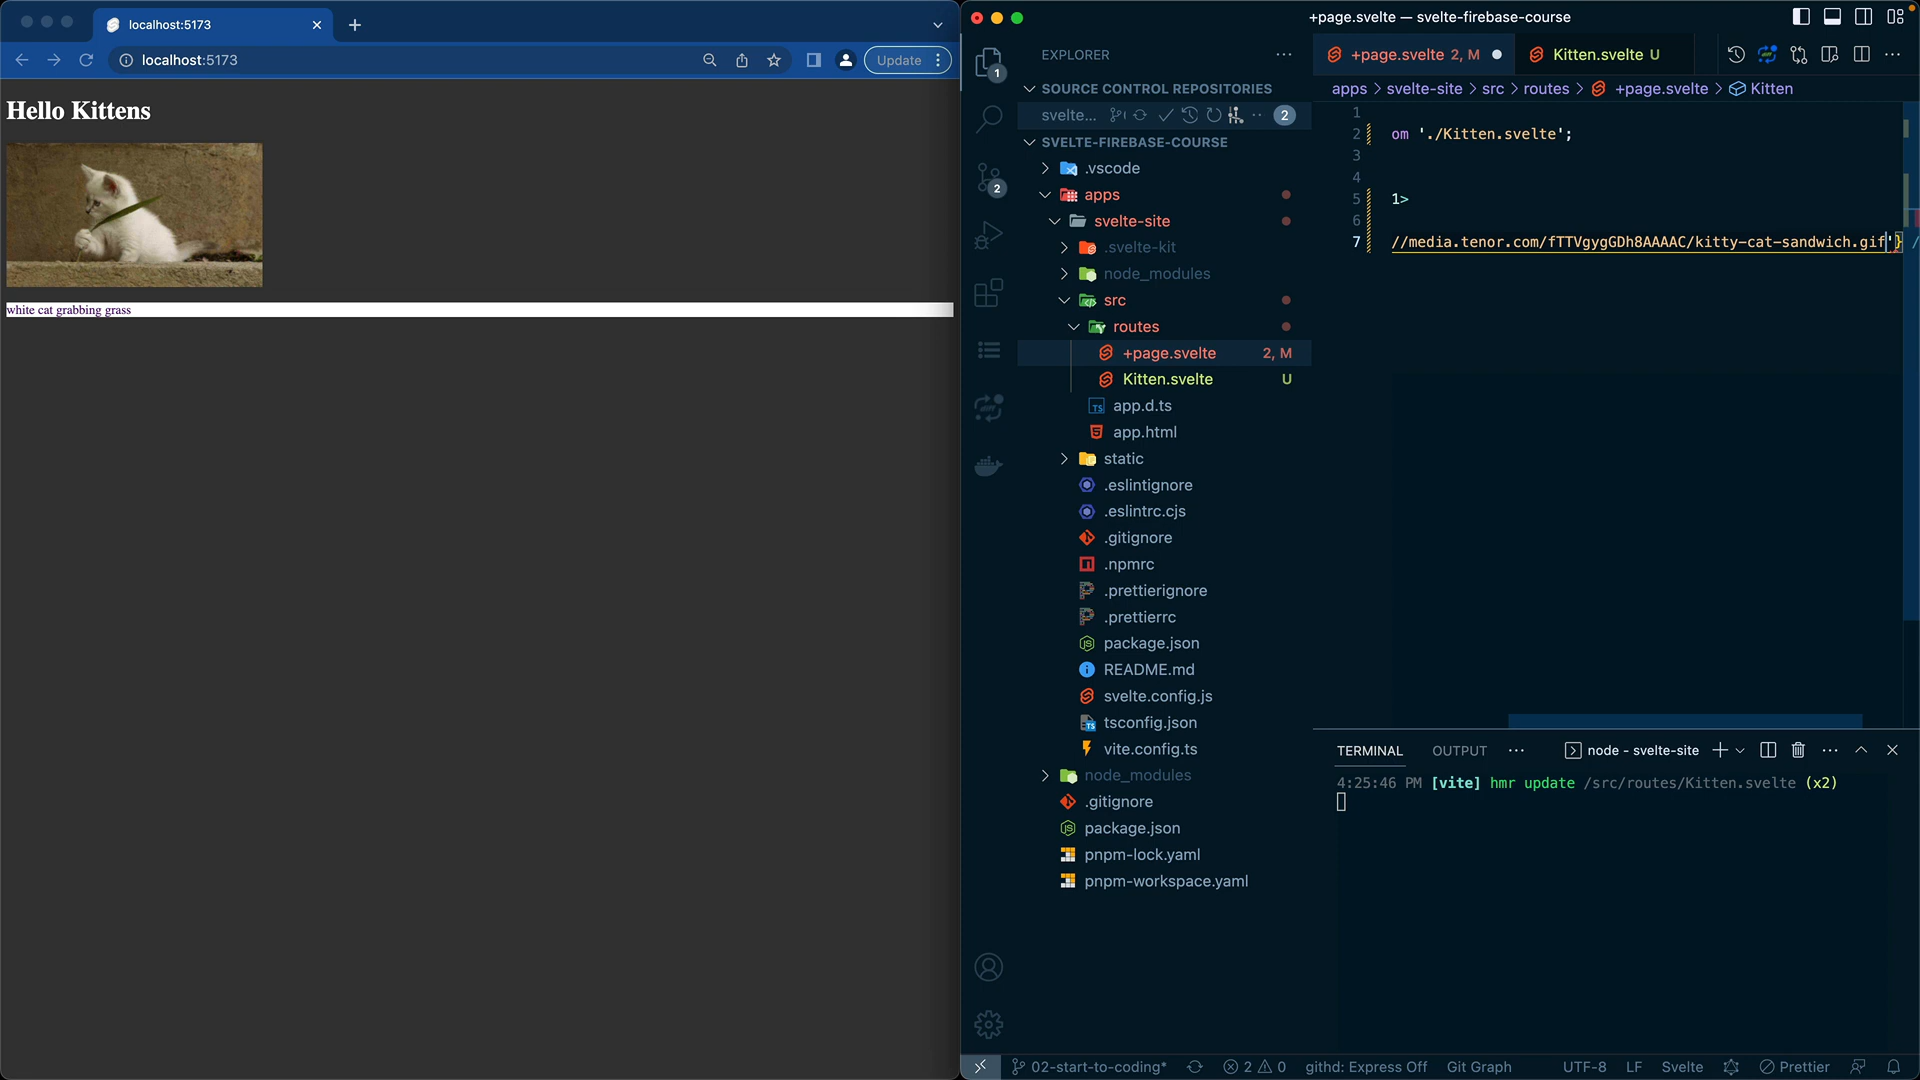 localhost:5173
localhost:5173
Update
Hello Kittens
white cat grabbing grass
+page.svelte — svelte-firebase-course
EXPLORER
1
SOURCE CONTROL REPOSITORIES
svelte...
2
SVELTE-FIREBASE-COURSE
.vscode
2
apps
svelte-site
.svelte-kit
node_modules
src
routes
+page.svelte 2, M
Kitten.svelte U
app.d.ts
app.html
static
.eslintignore
.eslintrc.cjs
.gitignore
.npmrc
.prettierignore
.prettierrc
package.json
README.md
svelte.config.js
tsconfig.json
vite.config.ts
node_modules
.gitignore
package.json
pnpm-lock.yaml
pnpm-workspace.yaml
+page.svelte 2, M
Kitten.svelte U
apps > svelte-site > src > routes > +page.svelte > Kitten
1
2 om './Kitten.svelte';
3
4
5 1>
6
7 //media.tenor.com/fTTVgygGDh8AAAAC/kitty-cat-sandwich.gif'} /
TERMINAL OUTPUT ... node - svelte-site
4:25:46 PM [vite] hmr update /src/routes/Kitten.svelte (x2)
02-start-to-coding* 2 0 githd: Express Off Git Graph UTF-8 LF Svelte Prettier